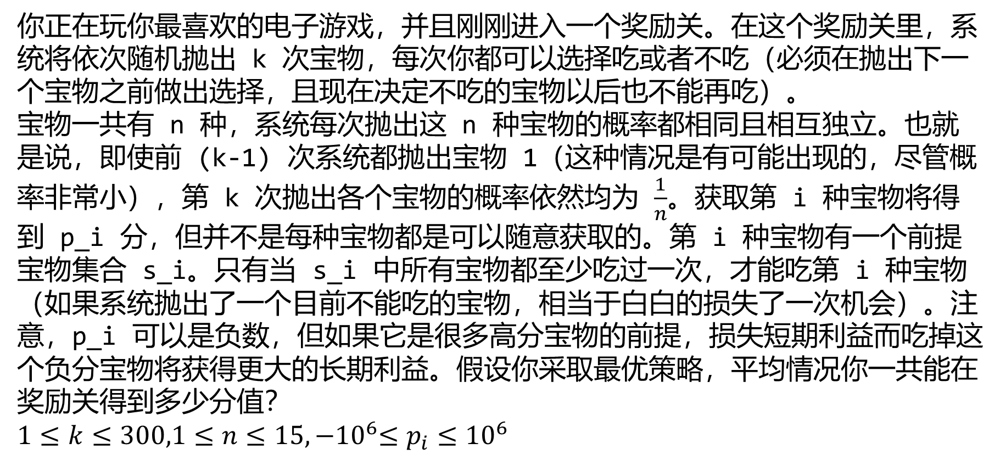 你正在玩你最喜欢的电子游戏，并且刚刚进入一个奖励关。在这个奖励关里，系
统将依次随机抛出 k 次宝物，每次你都可以选择吃或者不吃（必须在抛出下一
个宝物之前做出选择，且现在决定不吃的宝物以后也不能再吃）。
宝物一共有 n 种，系统每次抛出这 n 种宝物的概率都相同且相互独立。也就
是说，即使前 (k-1) 次系统都抛出宝物 1（这种情况是有可能出现的，尽管概
率非常小），第 k 次抛出各个宝物的概率依然均为 \frac{1}{n}。获取第 i 种宝物将得
到 p_i 分，但并不是每种宝物都是可以随意获取的。第 i 种宝物有一个前提
宝物集合 s_i。只有当 s_i 中所有宝物都至少吃过一次，才能吃第 i 种宝物
（如果系统抛出了一个目前不能吃的宝物，相当于白白的损失了一次机会）。注
意，p_i 可以是负数，但如果它是很多高分宝物的前提，损失短期利益而吃掉这
个负分宝物将获得更大的长期利益。假设你采取最优策略，平均情况你一共能在
奖励关得到多少分值？
1 ≤ k ≤ 300,1 ≤ n ≤ 15,−10⁶≤ pᵢ ≤ 10⁶